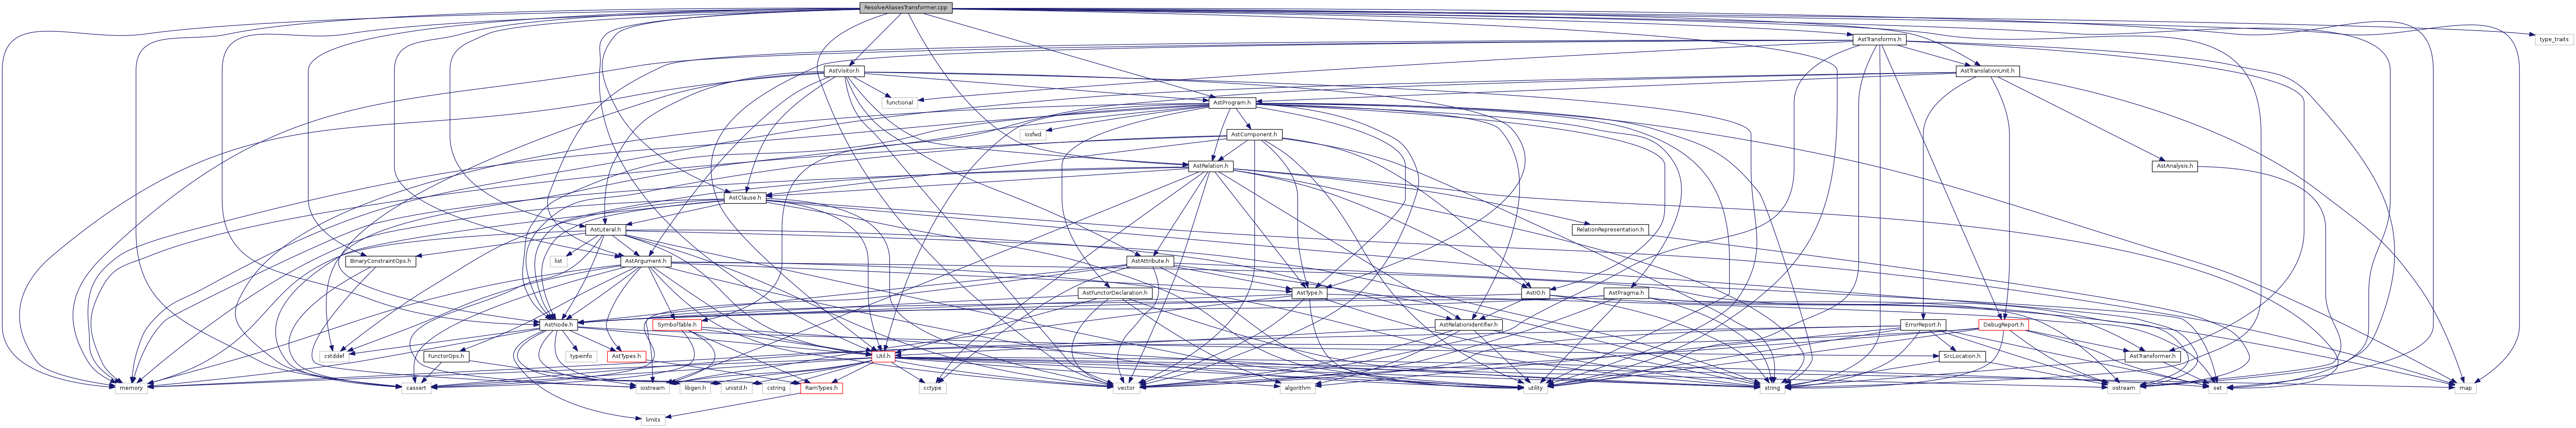 ResolveAliasesTransformer.cpp
AstTransforms.h
type_traits
AstVisitor.h
AstTranslationUnit.h
functional
AstProgram.h
iosfwd
AstComponent.h
AstRelation.h
AstAnalysis.h
AstClause.h
AstLiteral.h
RelationRepresentation.h
BinaryConstraintOps.h
list
AstArgument.h
AstAttribute.h
AstFunctorDeclaration.h
AstType.h
AstIO.h
AstPragma.h
AstNode.h
SymbolTable.h
AstRelationIdentifier.h
ErrorReport.h
DebugReport.h
cstddef
FunctorOps.h
typeinfo
AstTypes.h
Util.h
SrcLocation.h
AstTransformer.h
memory
cassert
iostream
libgen.h
unistd.h
cstring
RamTypes.h
cctype
vector
algorithm
utility
string
ostream
set
map
limits